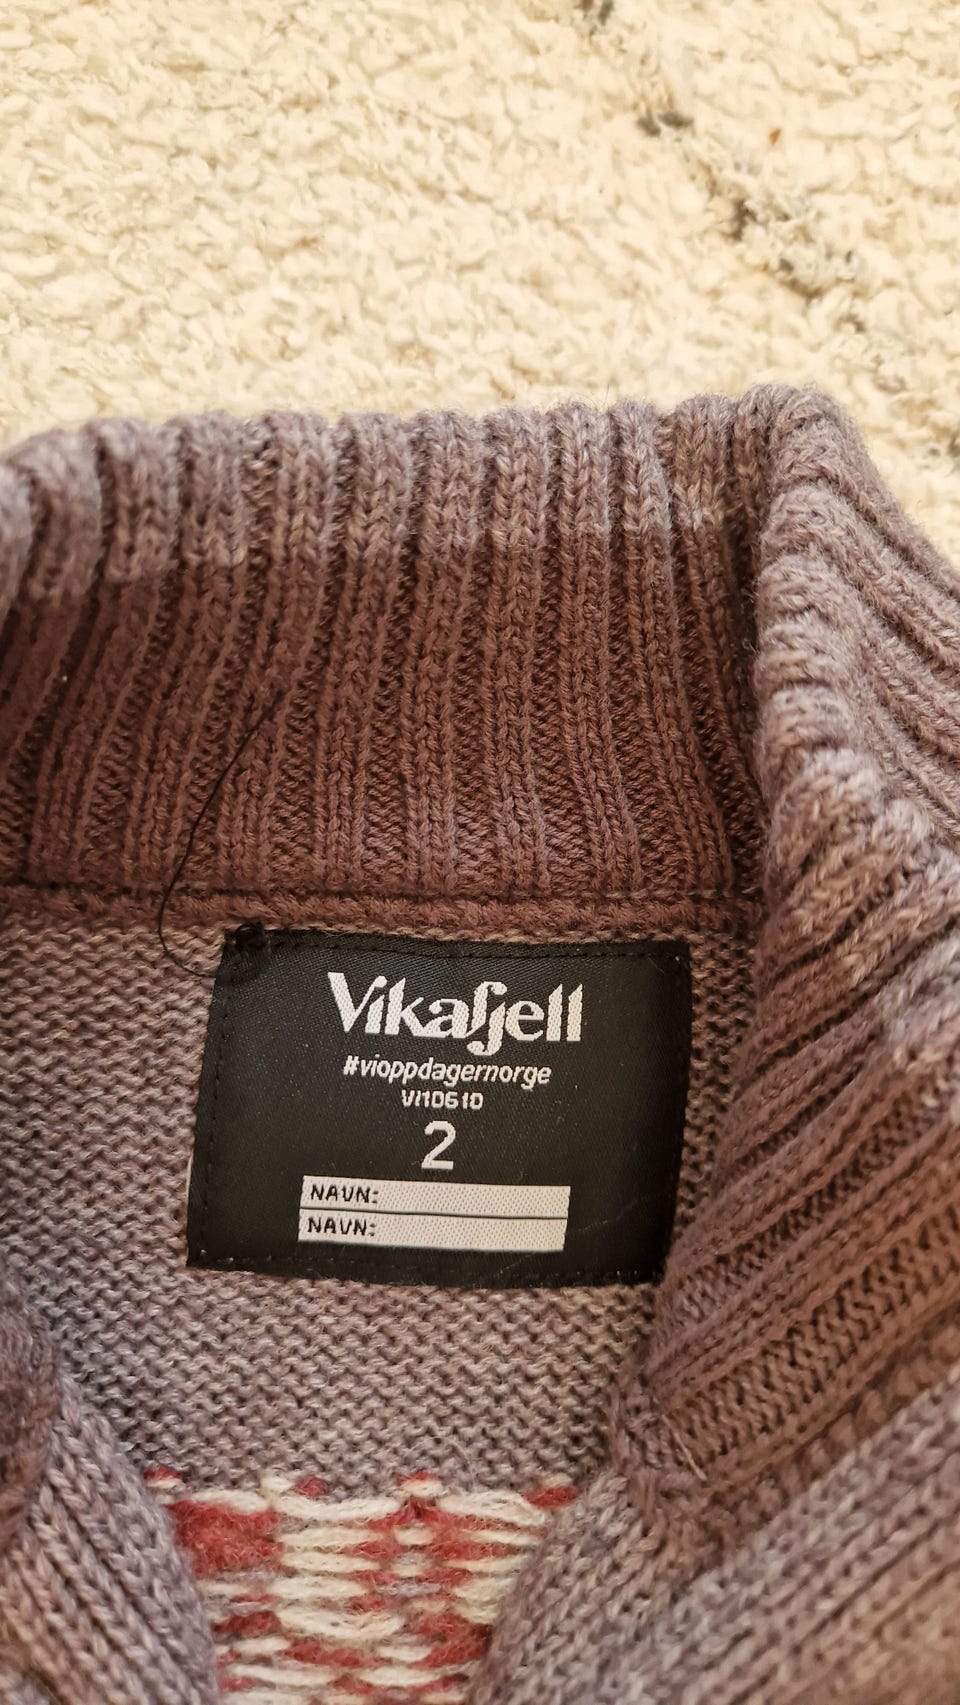 Vikafjell
#vioppdagernorge
VI10610
2
NAVN:
NAVN: